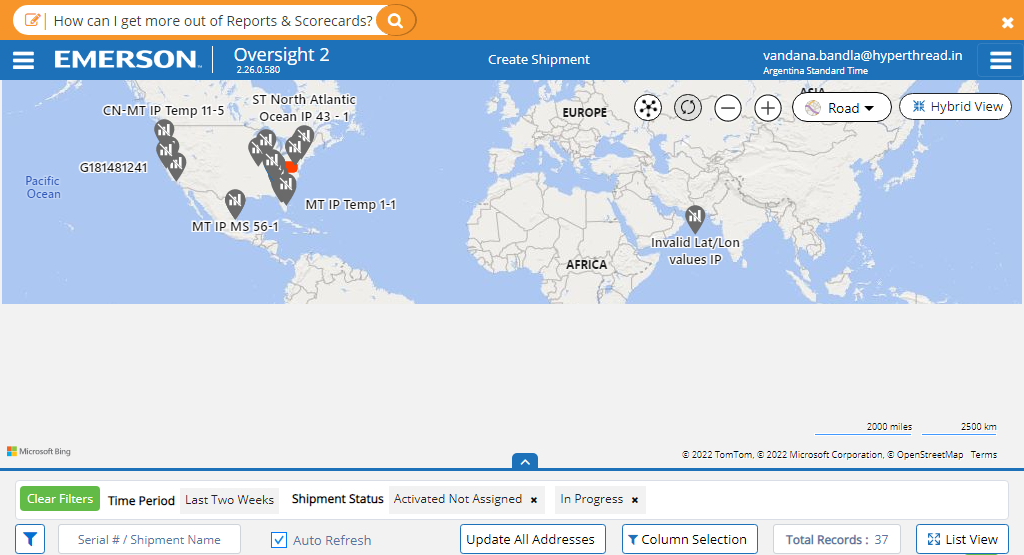 How can I get more out of Reports & Scorecards?
EMERSON
Oversight 2
2.26.0.580
Create Shipment
vandana.bandla@hyperthread.in
Argentina Standard Time
ASIA
CN-MT IP Temp 11-5
ST North Atlantic
Ocean IP 43 - 1
EUROPE
Road
Hybrid View
G181481241
Pacific
Ocean
MT IP Temp 1-1
MT IP MS 56-1
Invalid Lat/Lon
values IP
AFRICA
2000 miles
2500 km
Microsoft Bing
© 2022 TomTom, © 2022 Microsoft Corporation, © OpenStreetMap Terms
Clear Filters
Time Period
Last Two Weeks
Shipment Status
Activated Not Assigned ×
In Progress ×
Serial # / Shipment Name
Auto Refresh
Update All Addresses
Column Selection
Total Records : 37
List View